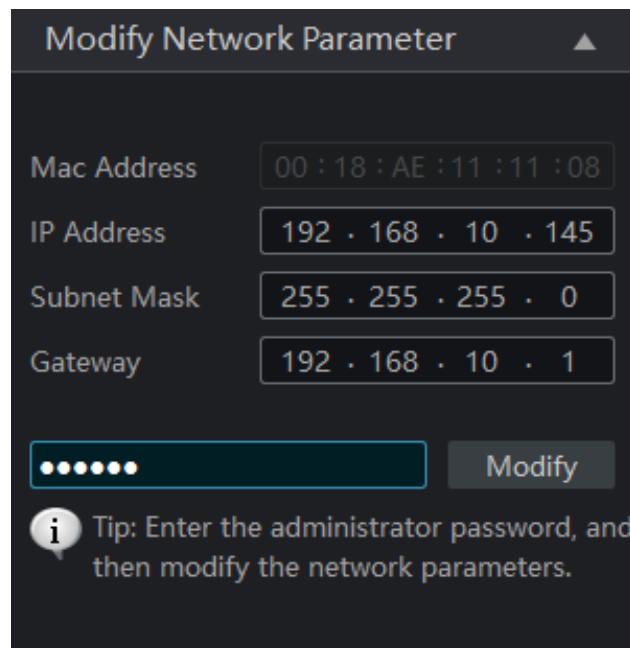 Modify Network Parameter
Mac Address 00 : 18 : AE : 11 : 11 : 08
IP Address 192 . 168 . 10 . 145
Subnet Mask 255 . 255 . 255 . 0
Gateway 192 . 168 . 10 . 1
●●●●●● Modify
i Tip: Enter the administrator password, and
then modify the network parameters.